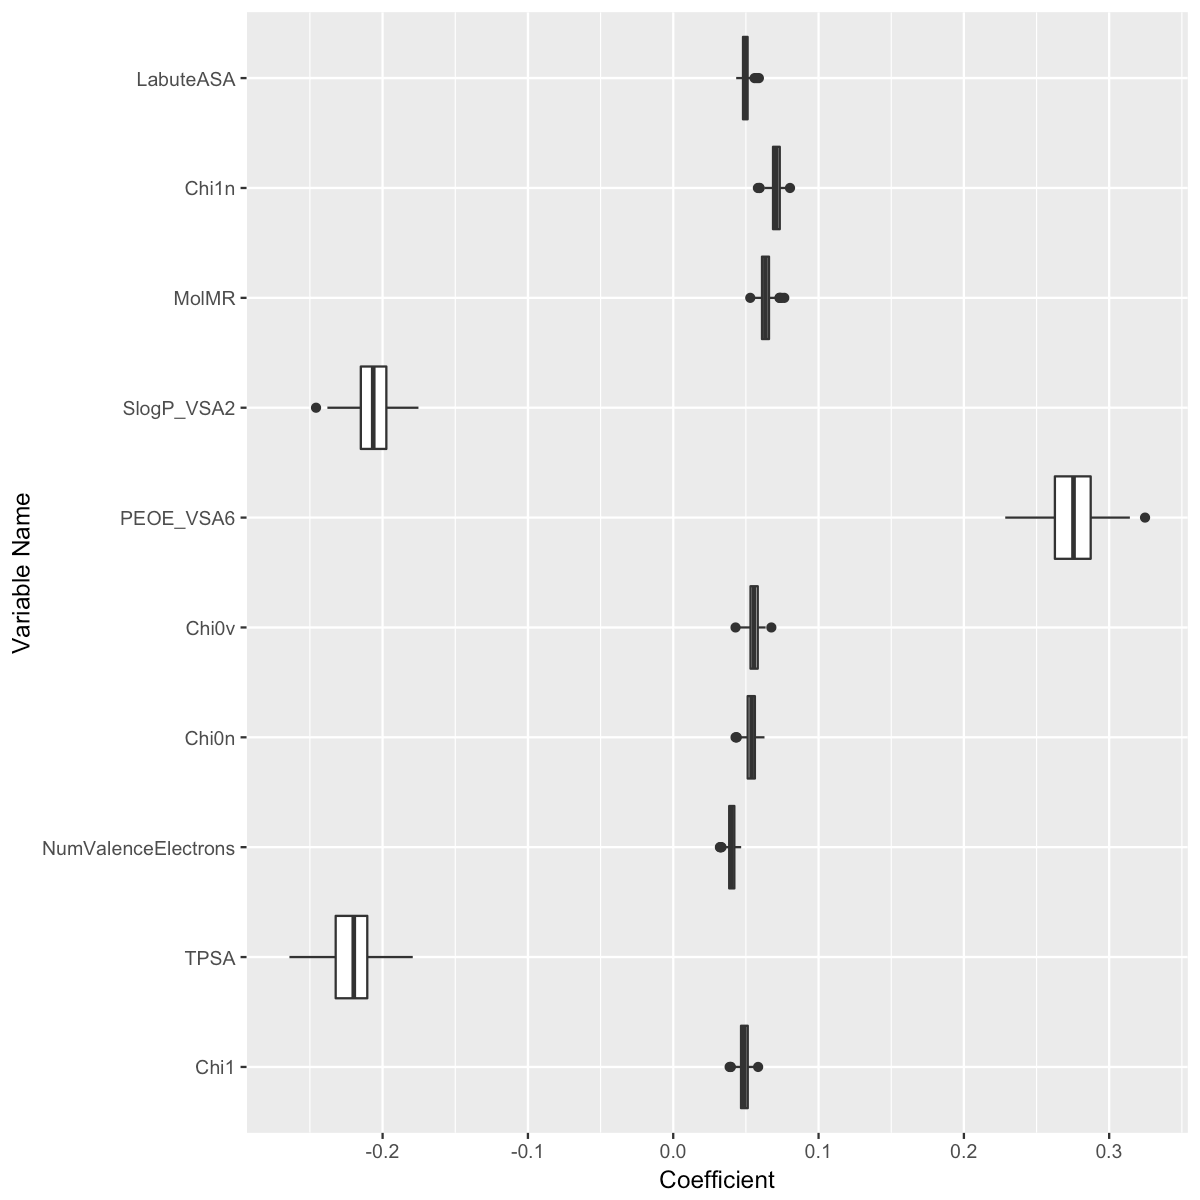 LabuteASA
Chi1n
MolMR
SlogP_VSA2
PEOE_VSA6
Chi0v
Chi0n
NumValenceElectrons
TPSA
Chi1
Variable Name
-0.2 -0.1 0.0 0.1 0.2 0.3
Coefficient